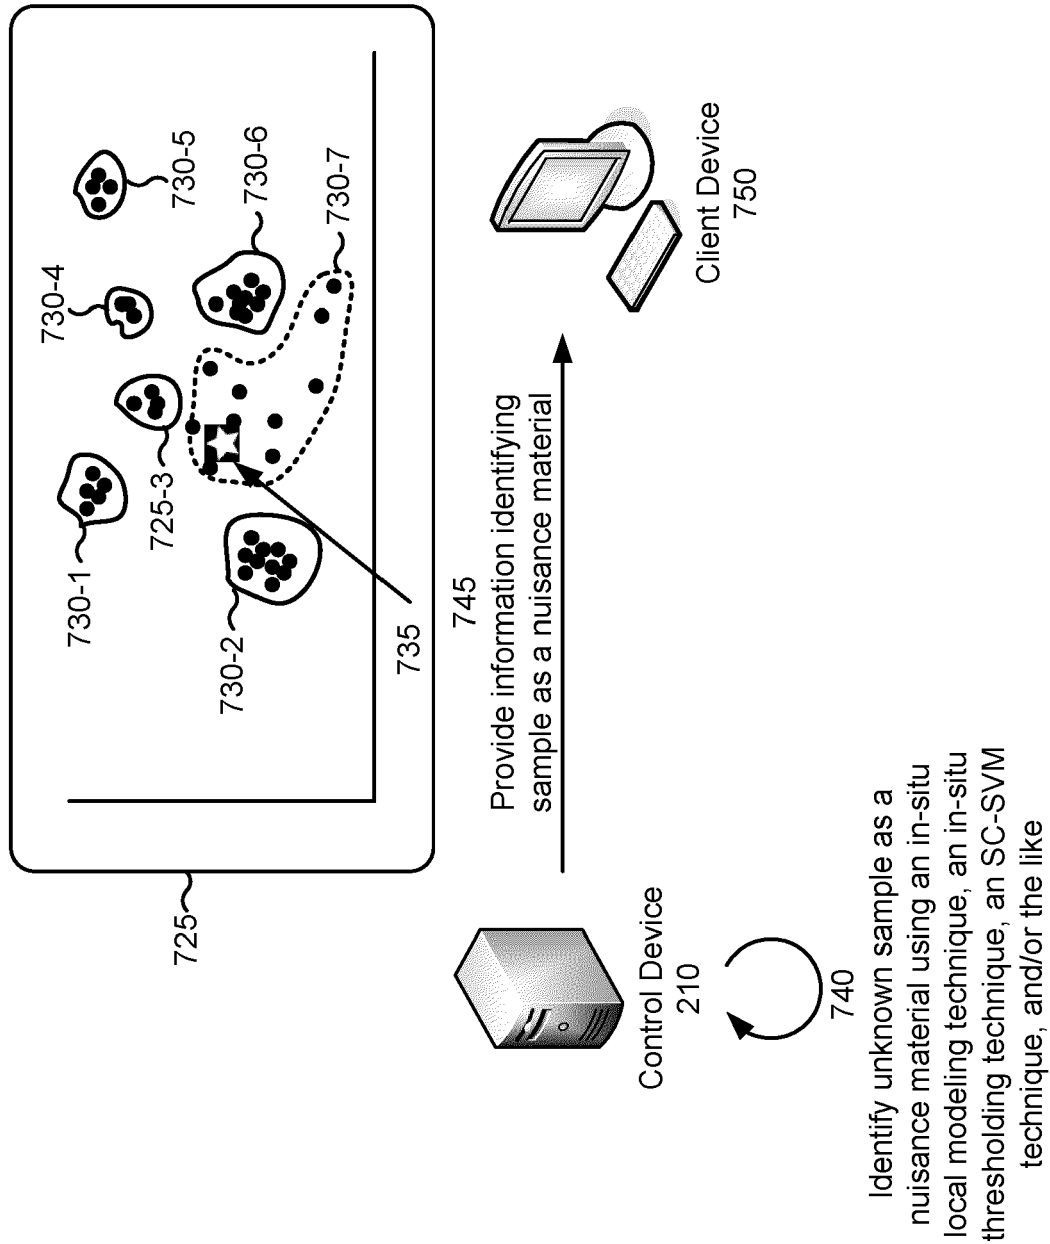 725
730-1
730-2
725-3
730-4
730-5
730-6
730-7
735
745
Provide information identifying
sample as a nuisance material
Control Device
210
Client Device
750
740
Identify unknown sample as a
nuisance material using an in-situ
local modeling technique, an in-situ
thresholding technique, an SC-SVM
technique, and/or the like